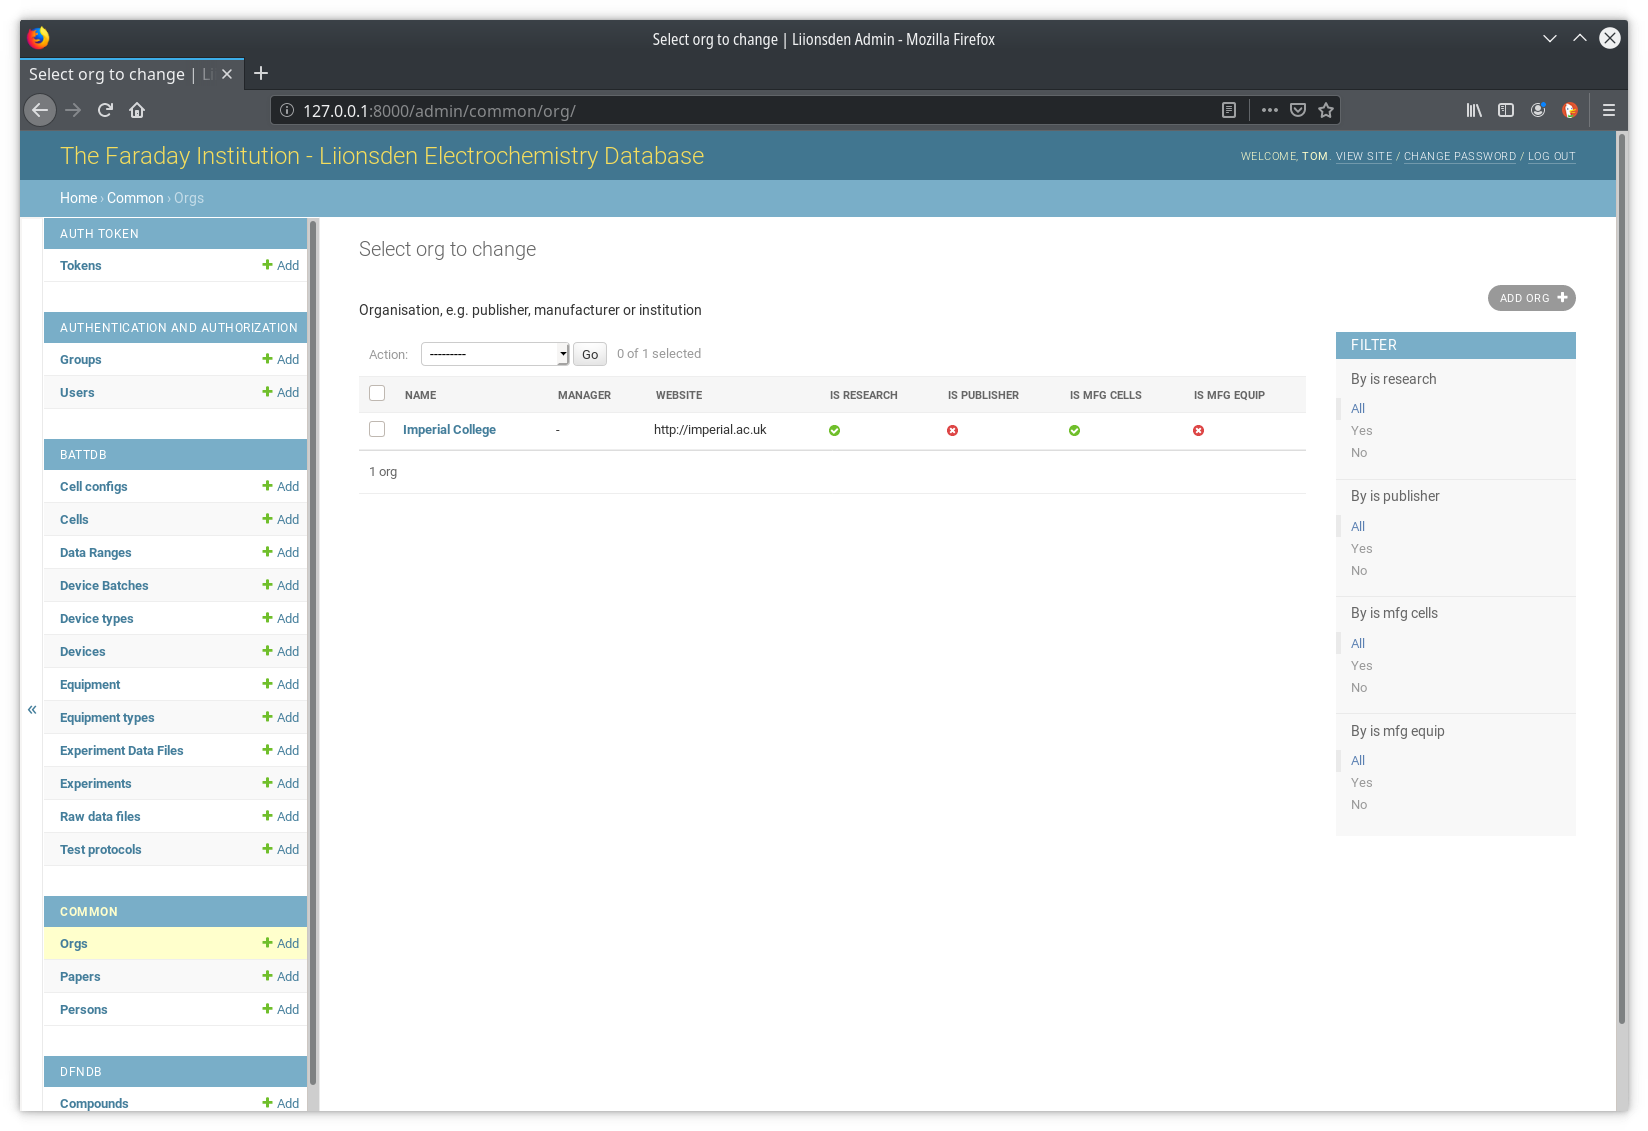 Select org to change | Liionsden Admin - Mozilla Firefox
Select org to change | Li
127.0.0.1:8000/admin/common/org/
The Faraday Institution - Liionsden Electrochemistry Database
WELCOME, TOM. VIEW SITE / CHANGE PASSWORD / LOG OUT
Home › Common › Orgs
AUTH TOKEN
Tokens Add
AUTHENTICATION AND AUTHORIZATION
Groups Add
Users Add
BATTDB
Cell configs Add
Cells Add
Data Ranges Add
Device Batches Add
Device types Add
Devices Add
Equipment Add
Equipment types Add
Experiment Data Files Add
Experiments Add
Raw data files Add
Test protocols Add
COMMON
Orgs Add
Papers Add
Persons Add
DFNDB
Compounds Add
«
Select org to change
ADD ORG
Organisation, e.g. publisher, manufacturer or institution
Action: --------- Go 0 of 1 selected
NAME MANAGER WEBSITE IS RESEARCH IS PUBLISHER IS MFG CELLS IS MFG EQUIP
Imperial College - http://imperial.ac.uk
1 org
FILTER
By is research
All
Yes
No
By is publisher
All
Yes
No
By is mfg cells
All
Yes
No
By is mfg equip
All
Yes
No